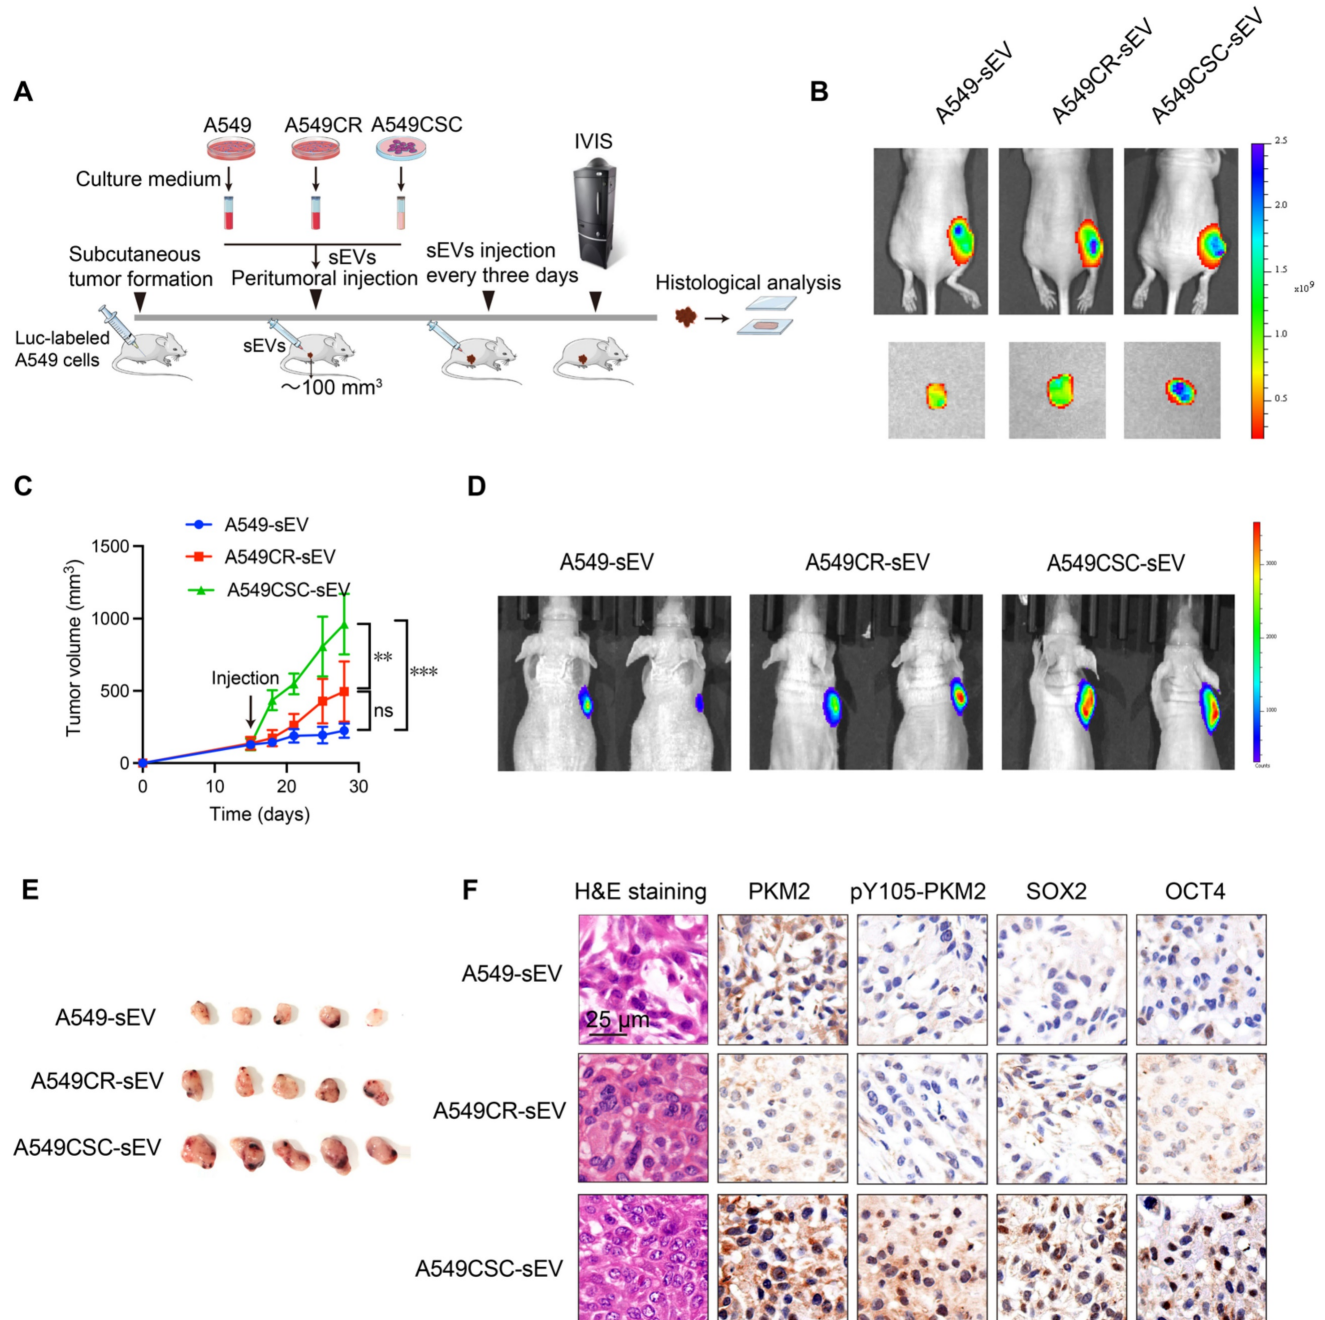 A
A549
A549CR
A549CSC
Culture medium
IVIS
Subcutaneous
tumor formation
sEVs
Peritumoral injection
sEVs injection
every three days
Histological analysis
Luc-labeled
A549 cells
sEVs
~100 mm³
B
A549-sEV
A549CR-sEV
A549CSC-sEV
2.5
2.0
1.5
x10⁹
1.0
0.5
C
A549-sEV
A549CR-sEV
A549CSC-sEV
Tumor volume (mm³)
1500
1000
500
0
Injection
**
***
ns
0
10
20
30
Time (days)
D
A549-sEV
A549CR-sEV
A549CSC-sEV
3000
2000
1000
Counts
E
A549-sEV
A549CR-sEV
A549CSC-sEV
F
H&E staining
PKM2
pY105-PKM2
SOX2
OCT4
A549-sEV
25 μm
A549CR-sEV
A549CSC-sEV